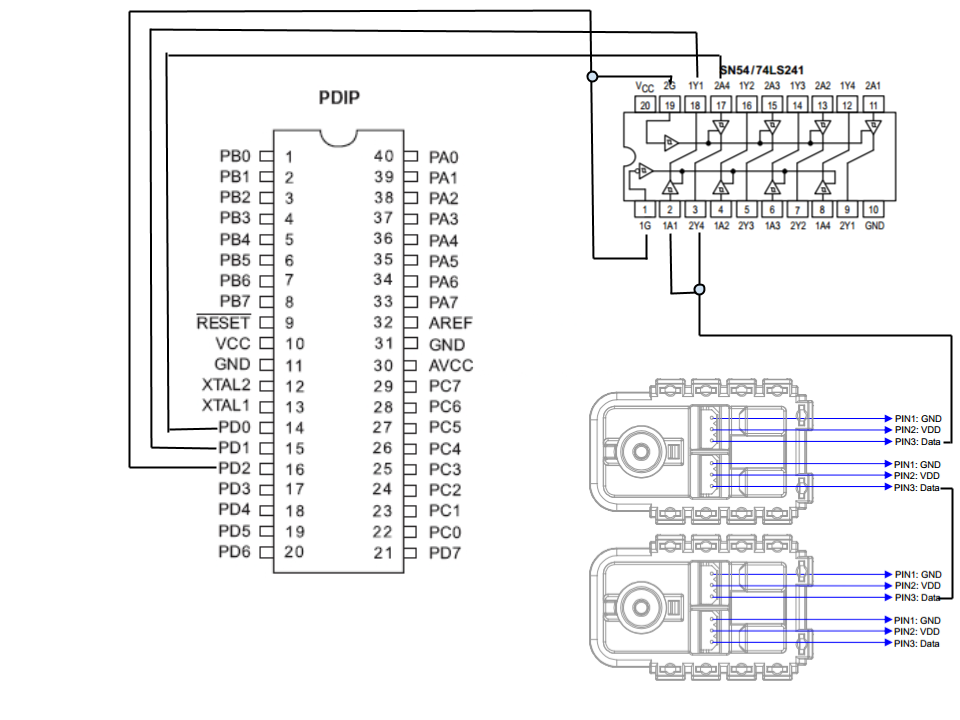 SN54/74LS241
VCC 2G 1Y1 2A4 1Y2 2A3 1Y3 2A2 1Y4 2A1
20 19 18 17 16 15 14 13 12 11
1 2 3 4 5 6 7 8 9 10
1G 1A1 2Y4 1A2 2Y3 1A3 2Y2 1A4 2Y1 GND
PDIP
PB0 1 40 PA0
PB1 2 39 PA1
PB2 3 38 PA2
PB3 4 37 PA3
PB4 5 36 PA4
PB5 6 35 PA5
PB6 7 34 PA6
PB7 8 33 PA7
RESET 9 32 AREF
VCC 10 31 GND
GND 11 30 AVCC
XTAL2 12 29 PC7
XTAL1 13 28 PC6
PD0 14 27 PC5
PD1 15 26 PC4
PD2 16 25 PC3
PD3 17 24 PC2
PD4 18 23 PC1
PD5 19 22 PC0
PD6 20 21 PD7
PIN1: GND
PIN2: VDD
PIN3: Data
PIN1: GND
PIN2: VDD
PIN3: Data
PIN1: GND
PIN2: VDD
PIN3: Data
PIN1: GND
PIN2: VDD
PIN3: Data